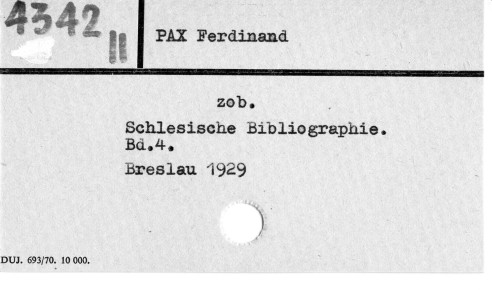 4342
II
PAX Ferdinand
zob.
Schlesische Bibliographie.
Bd.4.
Breslau 1929
DUJ. 693/70. 10 000.